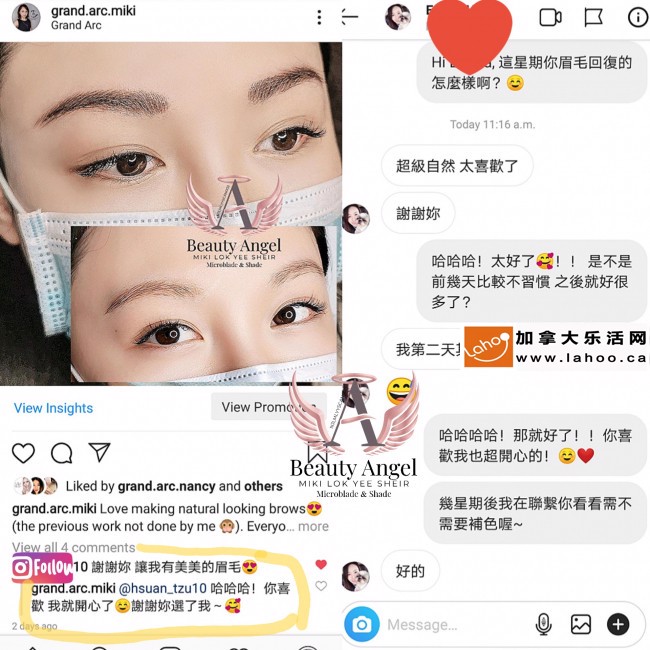 grand.arc.miki
Grand Arc
A
Beauty Angel
MIKI LOK YEE SHEIR
Microblade & Shade
View Insights
View
Liked by grand.arc.nancy and others
grand.arc.miki Love making natural looking brows😍
(the previous work not done by me 🙊). Everyo... more
View all 4 comments
Follow
10 謝謝妳 讓我有美美的眉毛😍
grand.arc.miki @hsuan_tzu10 哈哈哈！你喜
歡 我就開心了😊謝謝妳選了我～🥰
2 days ago
Hi 這星期你眉毛回復的
怎麼樣啊？😊
Today 11:16 a.m.
超級自然 太喜歡了
謝謝妳
哈哈哈！太好了🥰！！ 是不是
前幾天比較不習慣 之後就好很
多了？
我第二天
Lahoo
加拿大乐活网
www.lahoo.ca
😅
A
Beauty Angel
MIKI LOK YEE SHEIR
Microblade & Shade
哈哈哈哈！那就好了！！你喜
歡我也超開心的！😊❤️
幾星期後我在聯繫你看看需不
需要補色喔~
好的
Message...